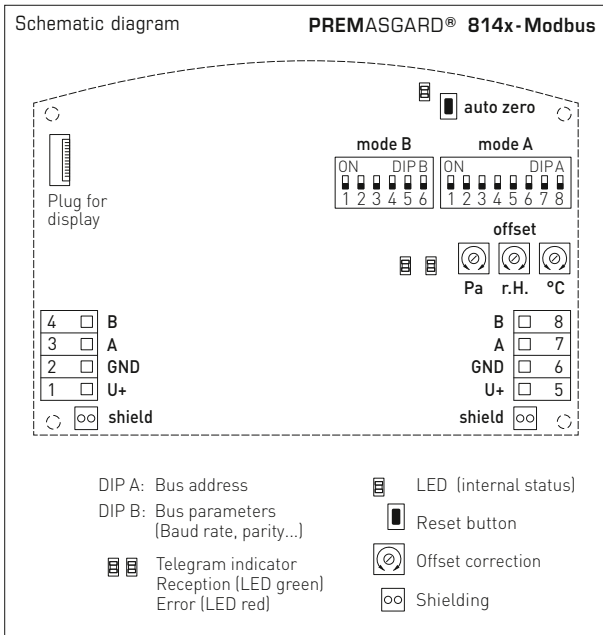 Schematic diagram PREMASGARD® 814x-Modbus
auto zero
mode B mode A
ON DIP B ON DIP A
1 2 3 4 5 6 1 2 3 4 5 6 7 8
Plug for
display
offset
Pa r.H. °C
4 B B 8
3 A A 7
2 GND GND 6
1 U+ U+ 5
shield shield
DIP A: Bus address
DIP B: Bus parameters
(Baud rate, parity...)
Telegram indicator
Reception (LED green)
Error (LED red)
LED (internal status)
Reset button
Offset correction
Shielding